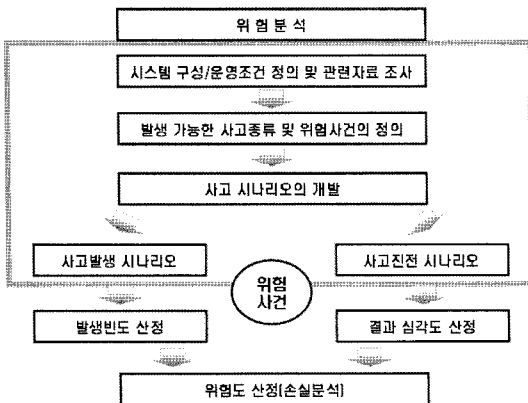 위험분석
시스템 구성/운영조건 정의 및 관련자료 조사
발생 가능한 사고종류 및 위험사건의 정의
사고 시나리오의 개발
사고발생 시나리오
사고진전 시나리오
위험
사건
발생빈도 산정
결과 심각도 산정
위험도 산정(손실분석)